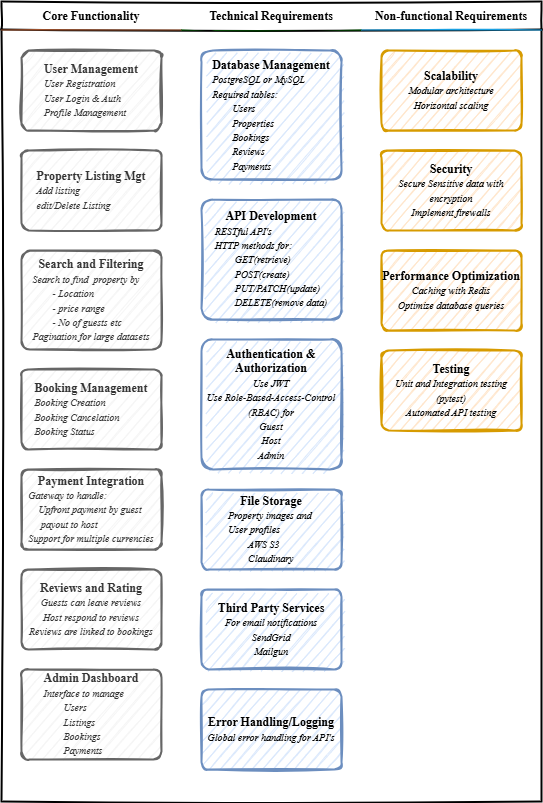 Core Functionality
Technical Requirements
Non-functional Requirements
User Management
User Registration
User Login & Auth
Profile Management
Property Listing Mgt
Add listing
edit/Delete Listing
Search and Filtering
Search to find property by
- Location
- price range
- No of guests etc
Pagination for large datasets
Booking Management
Booking Creation
Booking Cancelation
Booking Status
Payment Integration
Gateway to handle:
Upfront payment by guest
payout to host
Support for multiple currencies
Reviews and Rating
Guests can leave reviews
Host respond to reviews
Reviews are linked to bookings
Admin Dashboard
Interface to manage
Users
Listings
Bookings
Payments
Database Management
PostgreSQL or MySQL
Required tables:
Users
Properties
Bookings
Reviews
Payments
API Development
RESTful API's
HTTP methods for:
GET(retrieve)
POST(create)
PUT/PATCH(update)
DELETE(remove data)
Authentication &
Authorization
Use JWT
Use Role-Based-Access-Control
(RBAC) for
Guest
Host
Admin
File Storage
Property images and
User profiles
AWS S3
Claudinary
Third Party Services
For email notifications
SendGrid
Mailgun
Error Handling/Logging
Global error handling for API's
Scalability
Modular architecture
Horisontal scaling
Security
Secure Sensitive data with
encryption
Implement firewalls
Performance Optimization
Caching with Redis
Optimize database queries
Testing
Unit and Integration testing
(pytest)
Automated API testing